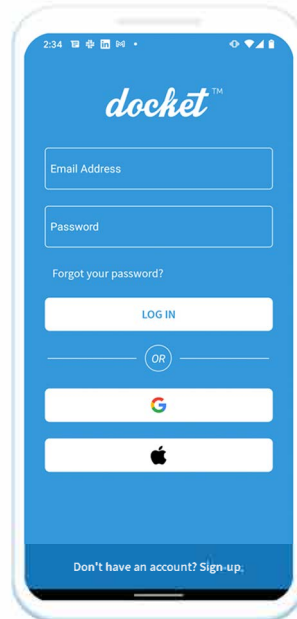 2:34
docket™
Email Address
Password
Forgot your password?
LOG IN
OR
Don't have an account? Sign-up.